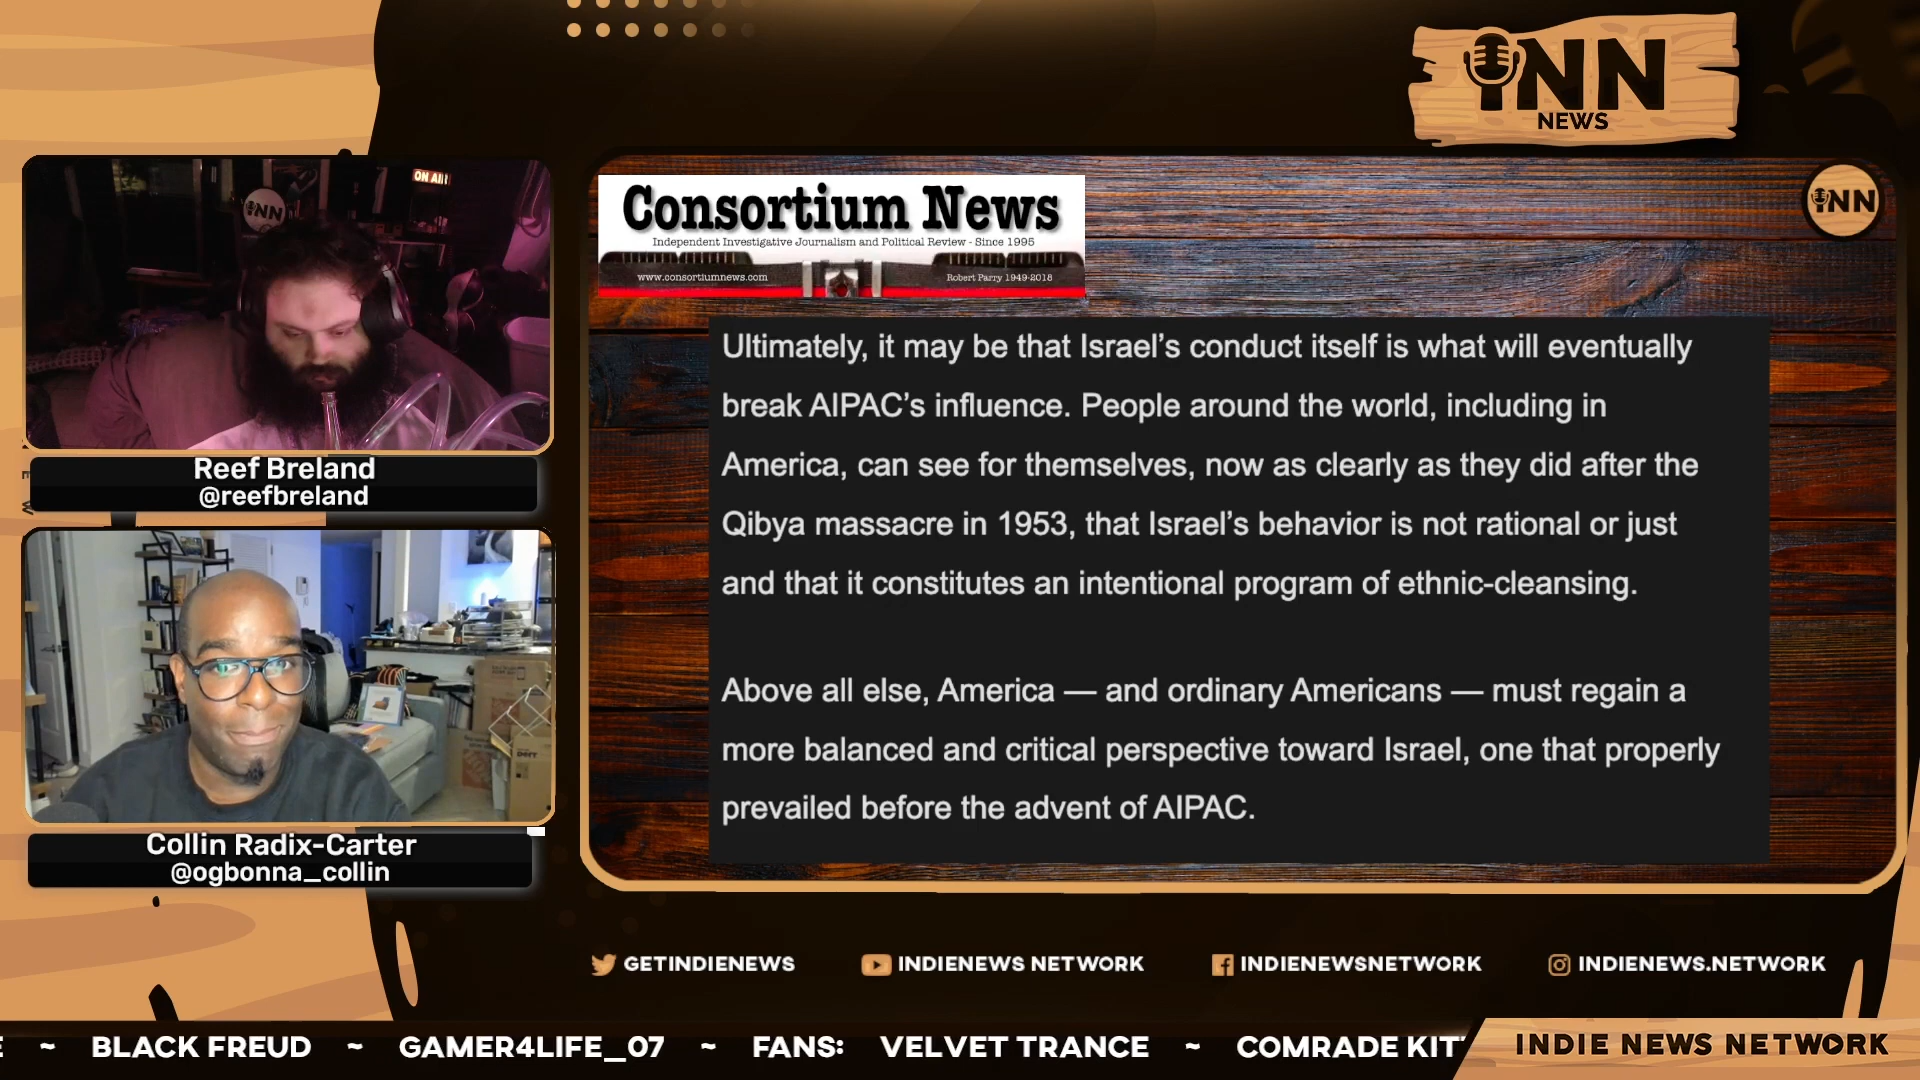 iNN
NEWS
ON AIR
iNN
Reef Breland
@reefbreland
Collin Radix-Carter
@ogbonna_collin
Consortium News
Independent Investigative Journalism and Political Review - Since 1995
www.consortiumnews.com
Robert Parry 1949-2018
iNN
Ultimately, it may be that Israel’s conduct itself is what will eventually
break AIPAC’s influence. People around the world, including in
America, can see for themselves, now as clearly as they did after the
Qibya massacre in 1953, that Israel’s behavior is not rational or just
and that it constitutes an intentional program of ethnic-cleansing.
Above all else, America — and ordinary Americans — must regain a
more balanced and critical perspective toward Israel, one that properly
prevailed before the advent of AIPAC.
GETINDIENEWS
INDIENEWS NETWORK
INDIENEWSNETWORK
INDIENEWS.NETWORK
~ BLACK FREUD ~ GAMER4LIFE_07 ~ FANS: VELVET TRANCE ~ COMRADE KIT
INDIE NEWS NETWORK